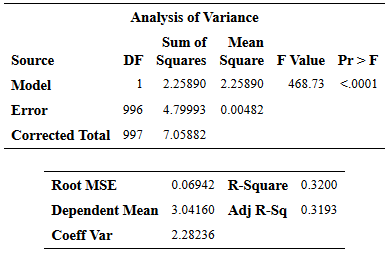 Analysis of Variance
Source DF Sum of Squares Mean Square F Value Pr > F
Model 1 2.25890 2.25890 468.73 <.0001
Error 996 4.79993 0.00482
Corrected Total 997 7.05882
Root MSE 0.06942 R-Square 0.3200
Dependent Mean 3.04160 Adj R-Sq 0.3193
Coeff Var 2.28236